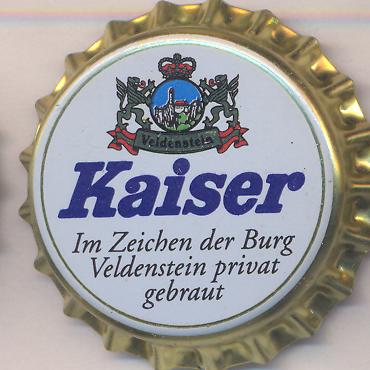 Veldenstein
Kaiser
Im Zeichen der Burg
Veldenstein privat
gebraut